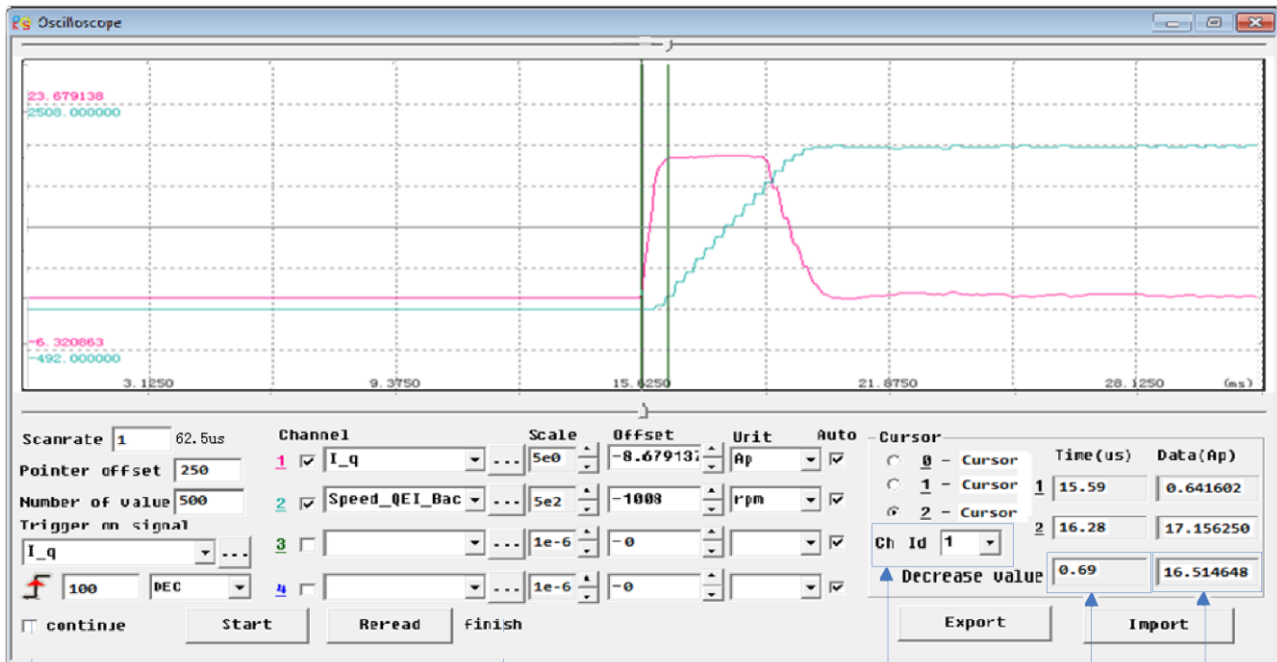 Oscilloscope
23.679138
2508.000000
-6.320863
-492.000000
3.1250 9.3750 15.6250 21.8750 28.1250 (ms)
Scanrate 1 62.5us Channel Scale Offset Urit Auto Cursor
1 I_q ... 5e0 -8.679137 Ap 0 - Cursor Time(us) Data(Ap)
Pointer offset 250 1 - Cursor 1 15.59 0.641602
Number of value 500 2 Speed_QEI_Bac ... 5e2 -1008 rpm 2 - Cursor
Trigger on signal 2 16.28 17.156250
I_q ... 3 ... 1e-6 -0 Ch Id 1
Decrease value 0.69 16.514648
100 DEC 4 ... 1e-6 -0
continue Start Reread finish Export Import